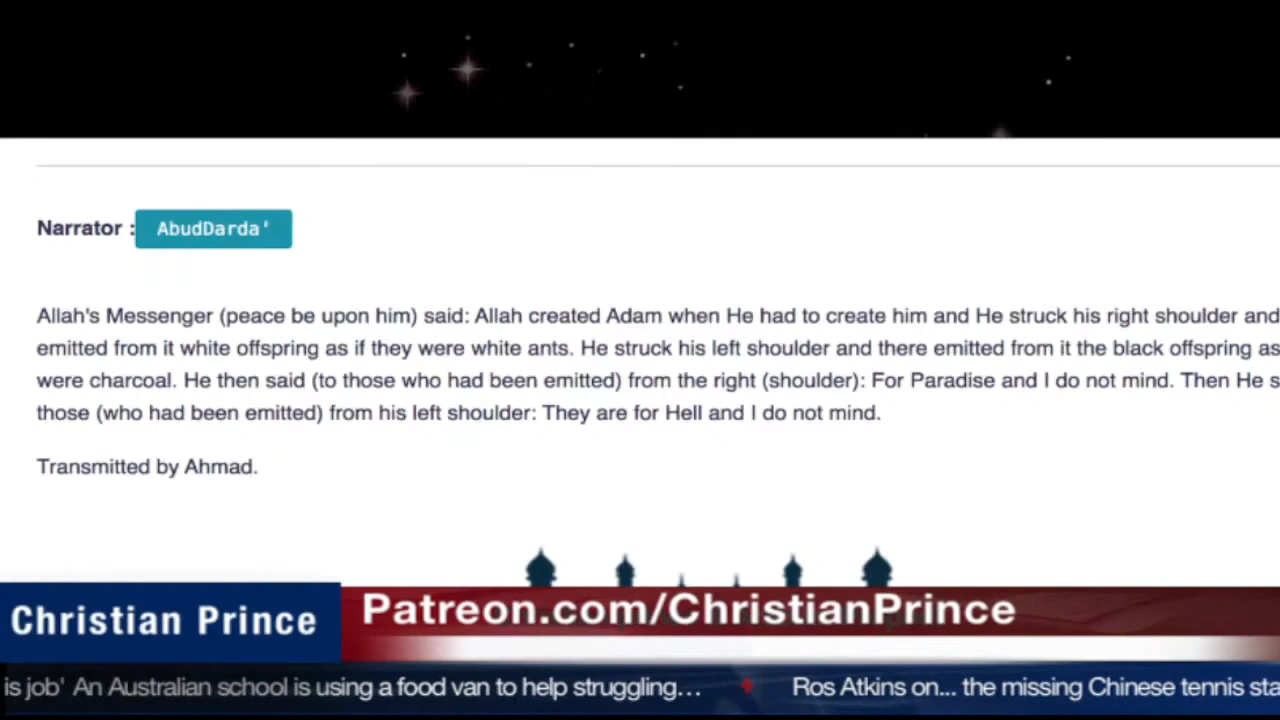 Narrator : AbudDarda'
Allah's Messenger (peace be upon him) said: Allah created Adam when He had to create him and He struck his right shoulder and
emitted from it white offspring as if they were white ants. He struck his left shoulder and there emitted from it the black offspring as
were charcoal. He then said (to those who had been emitted) from the right (shoulder): For Paradise and I do not mind. Then He s
those (who had been emitted) from his left shoulder: They are for Hell and I do not mind.
Transmitted by Ahmad.
Christian Prince
Patreon.com/ChristianPrince
is job' An Australian school is using a food van to help struggling... ♦ Ros Atkins on... the missing Chinese tennis sta